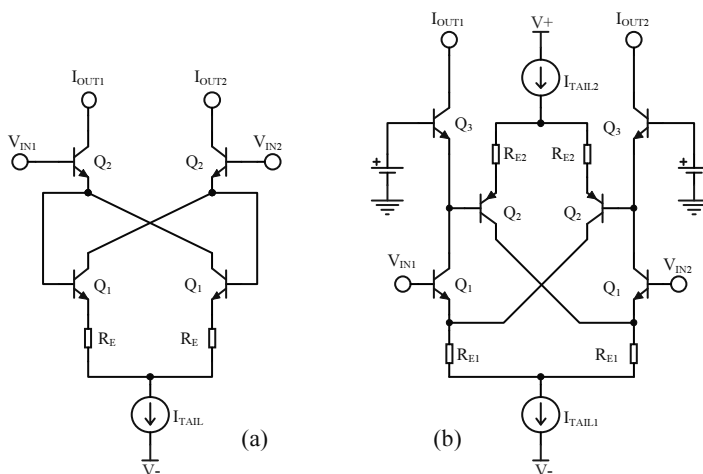 I_OUT1
I_OUT2
V_IN1
Q_2
Q_2
V_IN2
Q_1
Q_1
R_E
R_E
I_TAIL
V-
(a)
I_OUT1
V+
I_OUT2
I_TAIL2
Q_3
Q_3
R_E2
R_E2
+
+
Q_2
Q_2
V_IN1
V_IN2
Q_1
Q_1
R_E1
R_E1
I_TAIL1
V-
(b)